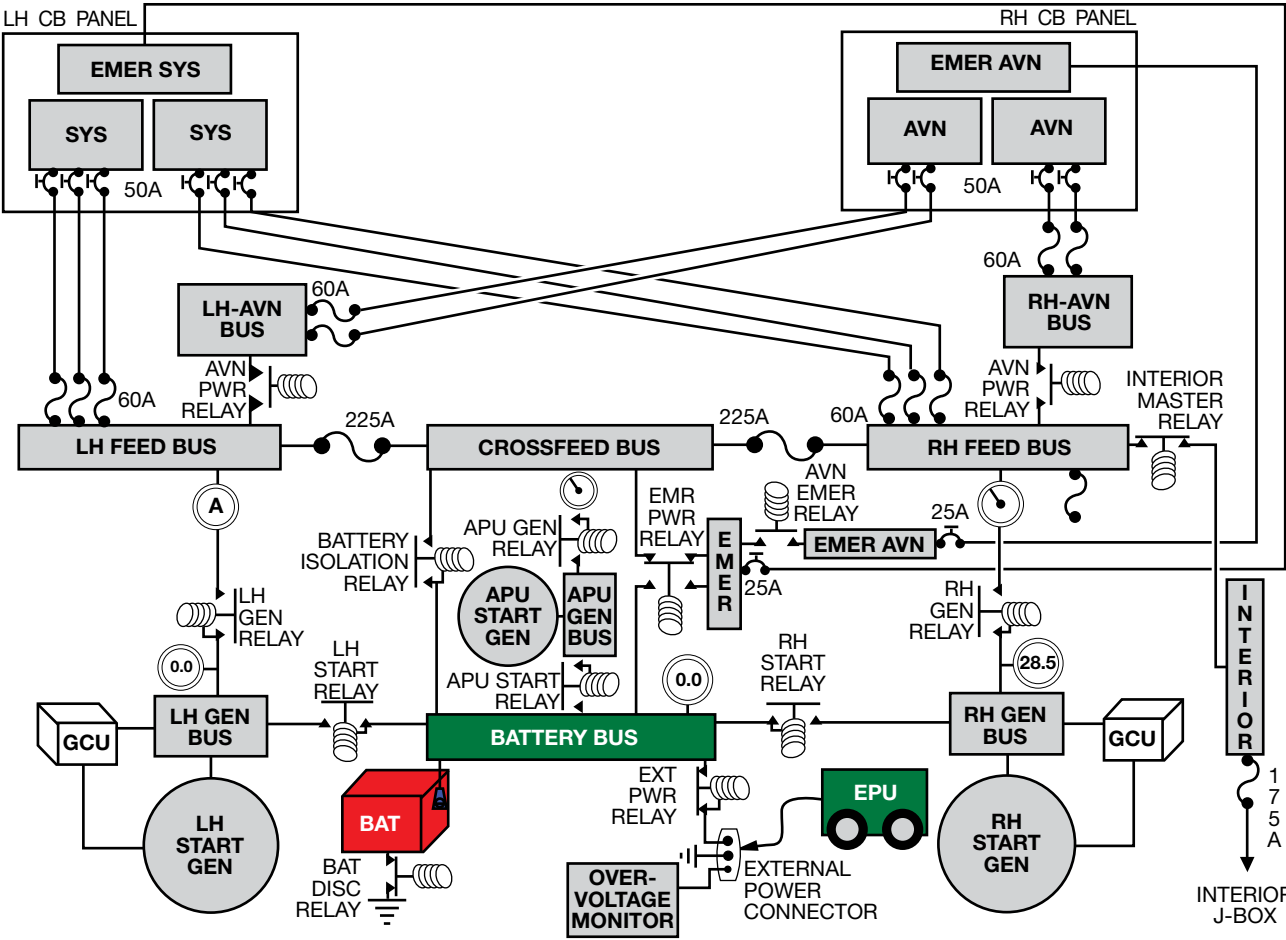 LH CB PANEL
RH CB PANEL
EMER SYS
EMER AVN
SYS
SYS
AVN
AVN
50A
50A
60A
60A
LH-AVN
BUS
RH-AVN
BUS
AVN
PWR
RELAY
AVN
PWR
RELAY
INTERIOR
MASTER
RELAY
60A
225A
225A
60A
LH FEED BUS
CROSSFEED BUS
RH FEED BUS
A
BATTERY
ISOLATION
RELAY
APU GEN
RELAY
EMR
PWR
RELAY
AVN
EMER
RELAY
25A
EMER
EMER AVN
25A
APU
START
GEN
APU
GEN
BUS
LH
GEN
RELAY
RH
GEN
RELAY
INTERIOR
0.0
LH
START
RELAY
APU START
RELAY
0.0
RH
START
RELAY
28.5
GCU
LH GEN
BUS
BATTERY BUS
RH GEN
BUS
GCU
LH
START
GEN
BAT
EXT
PWR
RELAY
EPU
RH
START
GEN
175A
BAT
DISC
RELAY
OVER-
VOLTAGE
MONITOR
EXTERNAL
POWER
CONNECTOR
INTERIOR
J-BOX